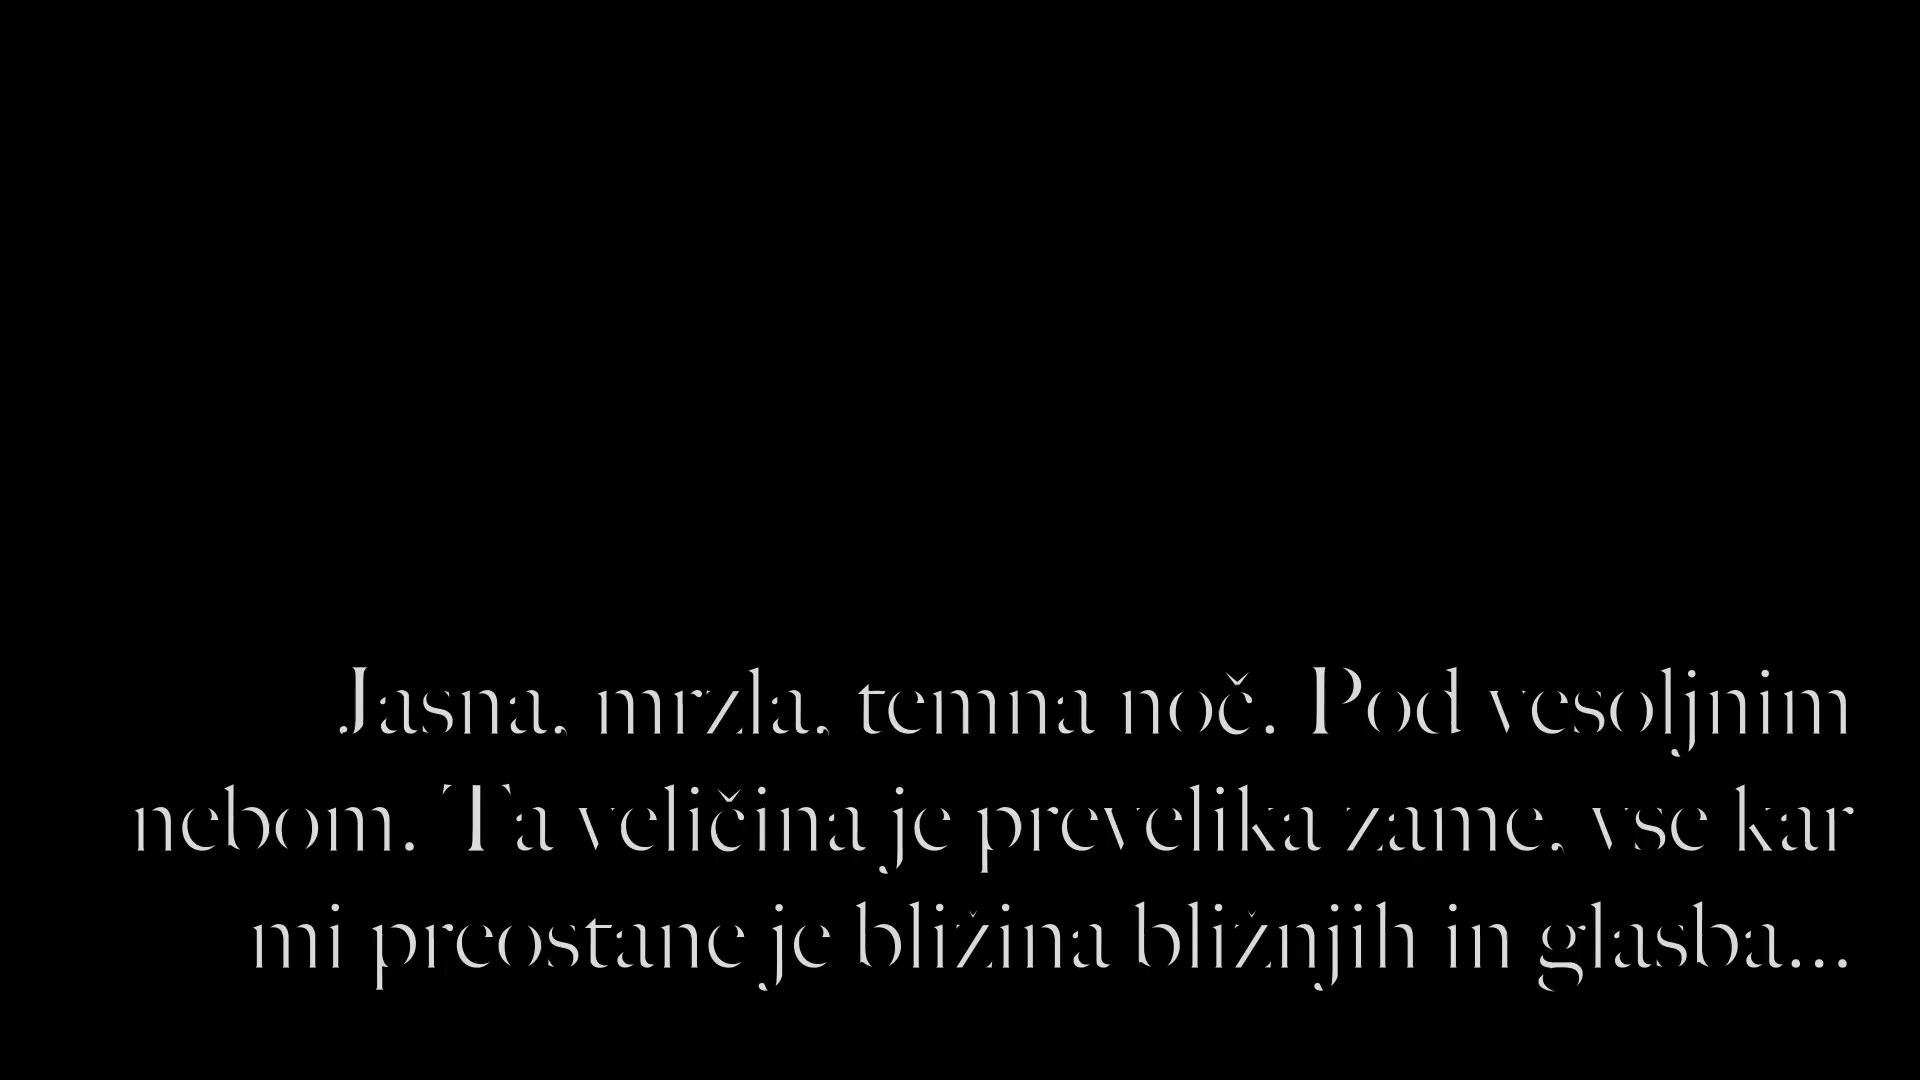 Jasna, mrzla, temna noč. Pod vesoljnim
nebom. Ta veličina je prevelika zame, vse kar
mi preostane je bližina bližnjih in glasba...